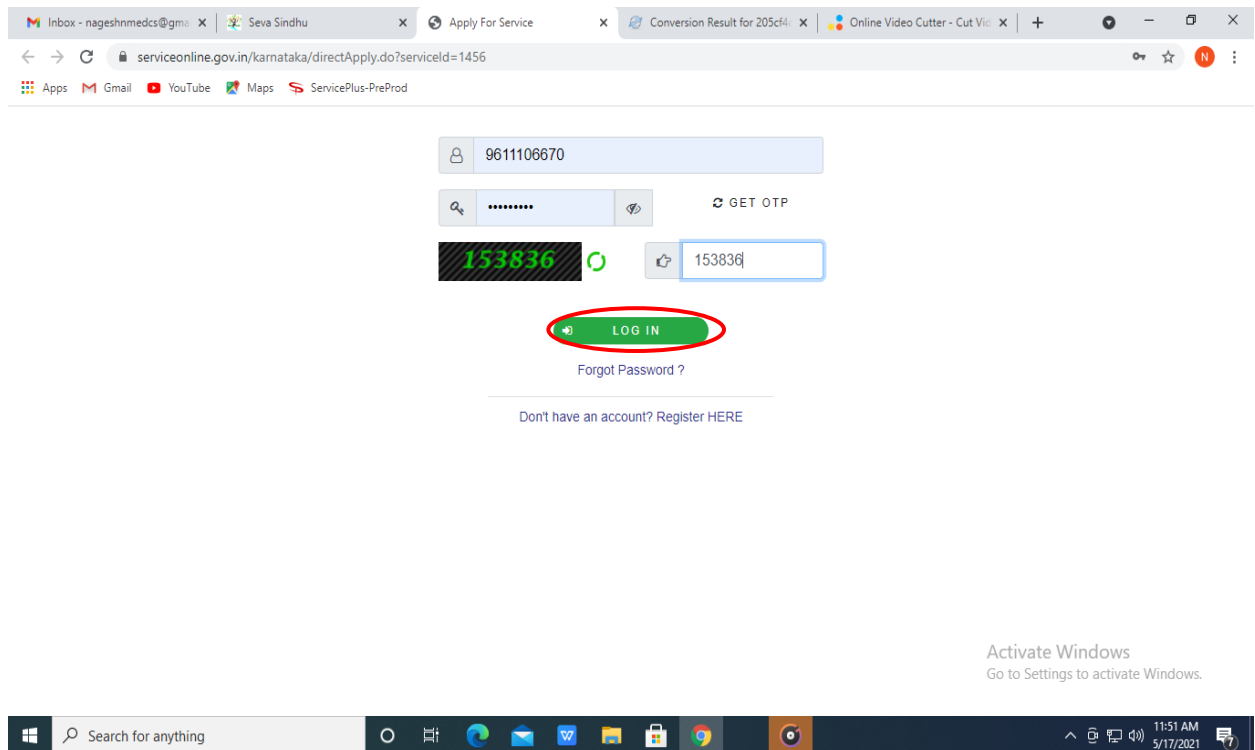 Inbox - nageshnmedcs@gma
Seva Sindhu
Apply For Service
Conversion Result for 205cf4c
Online Video Cutter - Cut Vid
serviceonline.gov.in/karnataka/directApply.do?serviceId=1456
N
Apps
Gmail
YouTube
Maps
ServicePlus-PreProd
9611106670
•••••••••
GET OTP
153836
153836
LOG IN
Forgot Password ?
Don't have an account? Register HERE
Activate Windows
Go to Settings to activate Windows.
Search for anything
W
11:51 AM
5/17/2021
7